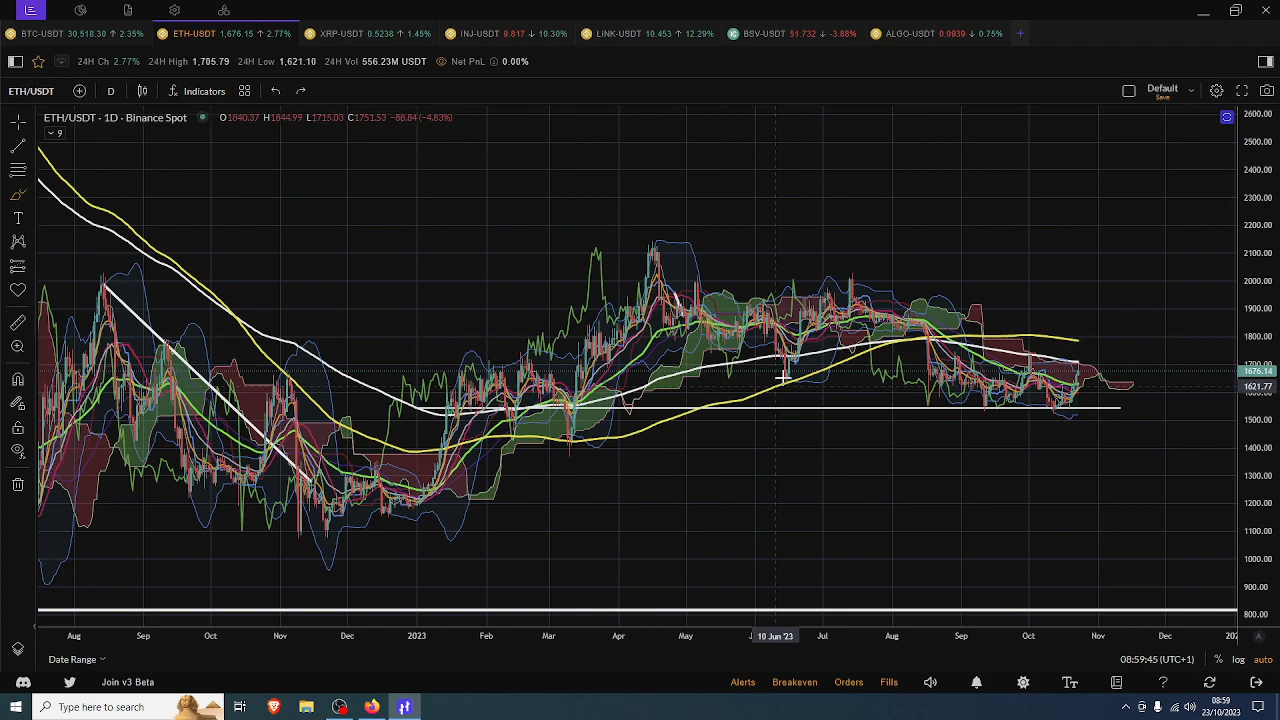 BTC-USDT 30,518.30 ↑ 2.35% ETH-USDT 1,676.15 ↑ 2.77% XRP-USDT 0.5238 ↑ 1.45% INJ-USDT 9.817 ↓ 10.30% LINK-USDT 10.453 ↑ 12.29% BSV-USDT 51.732 ↓ -3.88% ALGO-USDT 0.0939 ↓ 0.75% +
24H Ch 2.77% 24H High 1,705.79 24H Low 1,621.10 24H Vol 556.23M USDT Net PnL 0.00%
ETH/USDT D Indicators Default
Save
ETH/USDT · 1D · Binance Spot O1840.37 H1844.99 L1715.03 C1751.53 −88.84 (−4.83%)
9
2600.00
2500.00
2400.00
2300.00
2200.00
2100.00
2000.00
1900.00
1800.00
1700.00
1676.14
1621.77
1500.00
1400.00
1300.00
1200.00
1100.00
1000.00
900.00
800.00
Aug Sep Oct Nov Dec 2023 Feb Mar Apr May 10 Jun '23 Jul Aug Sep Oct Nov Dec A
Date Range 08:59:45 (UTC+1) % log auto
Join v3 Beta Alerts Breakeven Orders Fills
Type here to search 08:59
23/10/2023